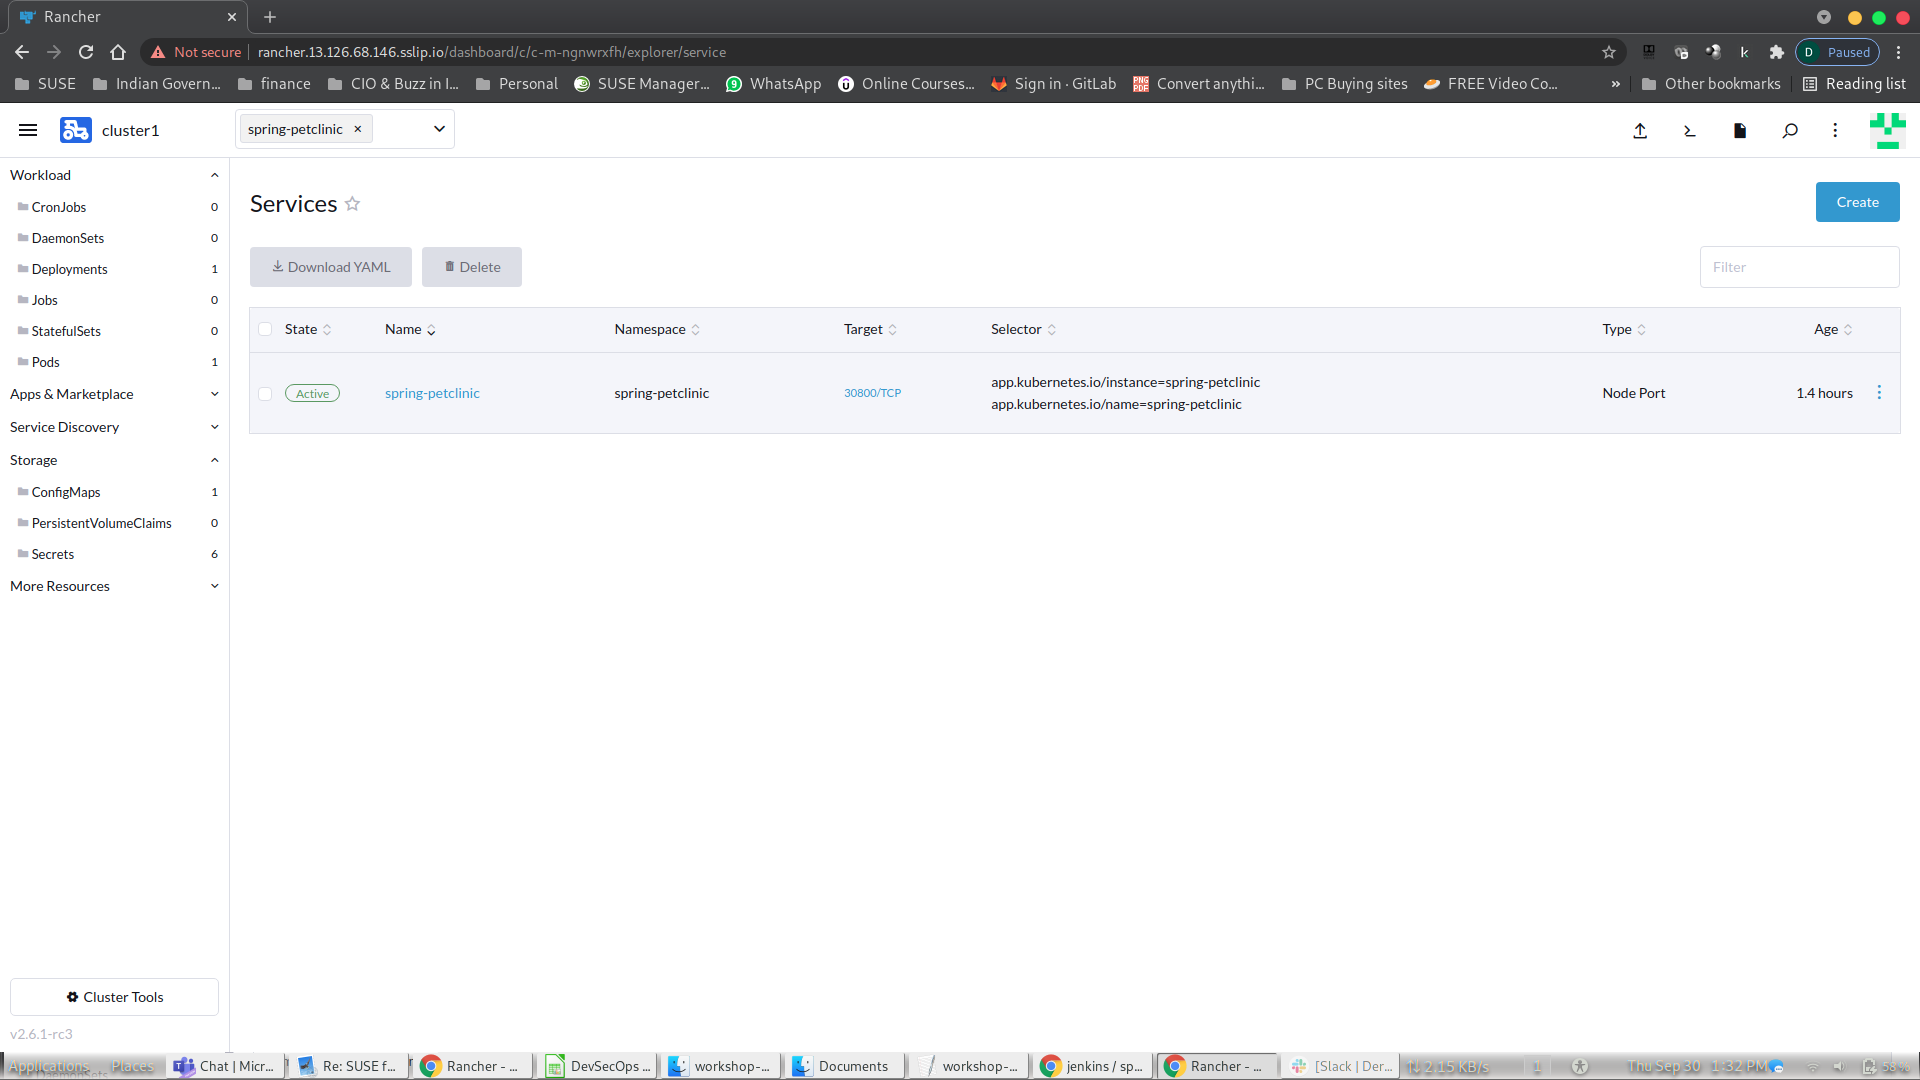 Rancher
Not secure
rancher.13.126.68.146.sslip.io/dashboard/c/c-m-ngnwrxfh/explorer/service
k
D Paused
SUSE
Indian Govern...
finance
CIO & Buzz in I...
Personal
SUSE Manager...
9 WhatsApp
Online Courses...
Sign in · GitLab
PNG PDF Convert anythi...
PC Buying sites
FREE Video Co...
»
Other bookmarks
Reading list
cluster1
spring-petclinic ×
Workload
CronJobs 0
DaemonSets 0
Deployments 1
Jobs 0
StatefulSets 0
Pods 1
Apps & Marketplace
Service Discovery
Storage
ConfigMaps 1
PersistentVolumeClaims 0
Secrets 6
More Resources
Services
Create
Download YAML
Delete
Filter
State Name Namespace Target Selector Type Age
Active spring-petclinic spring-petclinic 30800/TCP app.kubernetes.io/instance=spring-petclinic Node Port 1.4 hours
app.kubernetes.io/name=spring-petclinic
Cluster Tools
v2.6.1-rc3
Applications Places
Chat | Micr...
Re: SUSE f...
Rancher - ...
DevSecOps ...
workshop-...
Documents
workshop-...
jenkins / sp...
Rancher - ...
[Slack | Der...
2.15 KB/s
1
Thu Sep 30 1:32 PM
58%
DaemonSets